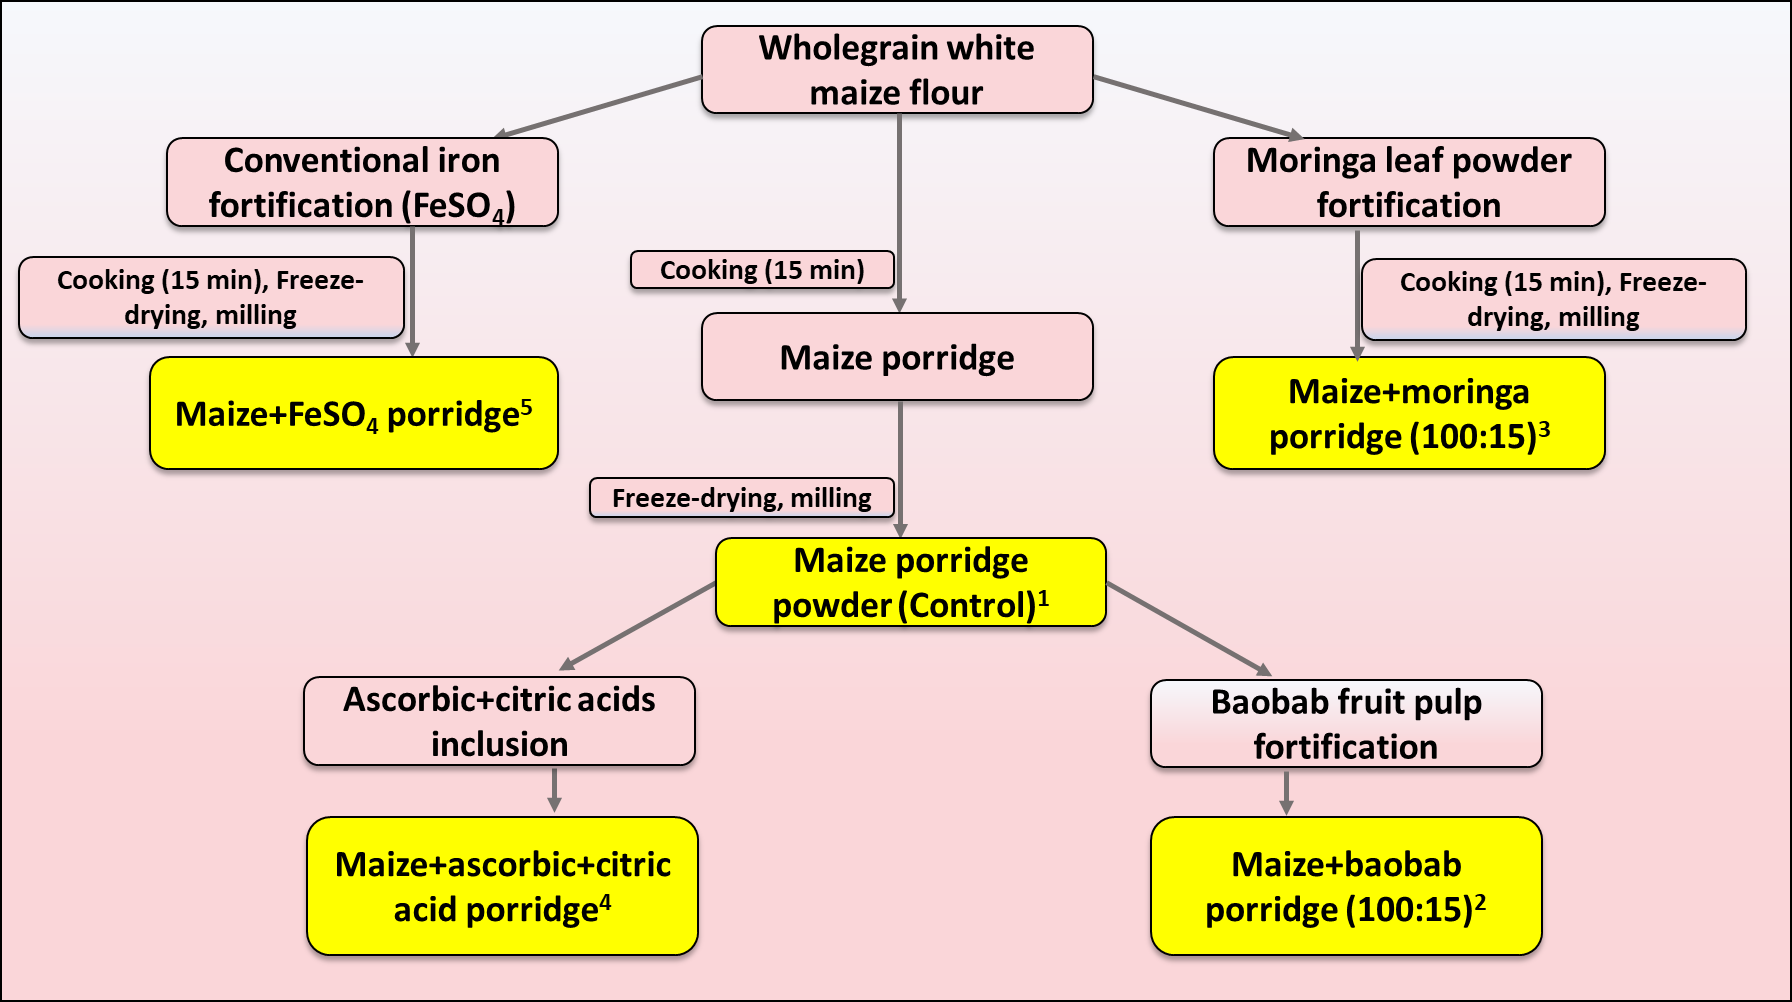 Wholegrain white
maize flour
Conventional iron
fortification (FeSO₄)
Moringa leaf powder
fortification
Cooking (15 min), Freeze-
drying, milling
Cooking (15 min)
Cooking (15 min), Freeze-
drying, milling
Maize porridge
Maize+FeSO₄ porridge⁵
Maize+moringa
porridge (100:15)³
Freeze-drying, milling
Maize porridge
powder (Control)¹
Ascorbic+citric acids
inclusion
Baobab fruit pulp
fortification
Maize+ascorbic+citric
acid porridge⁴
Maize+baobab
porridge (100:15)²